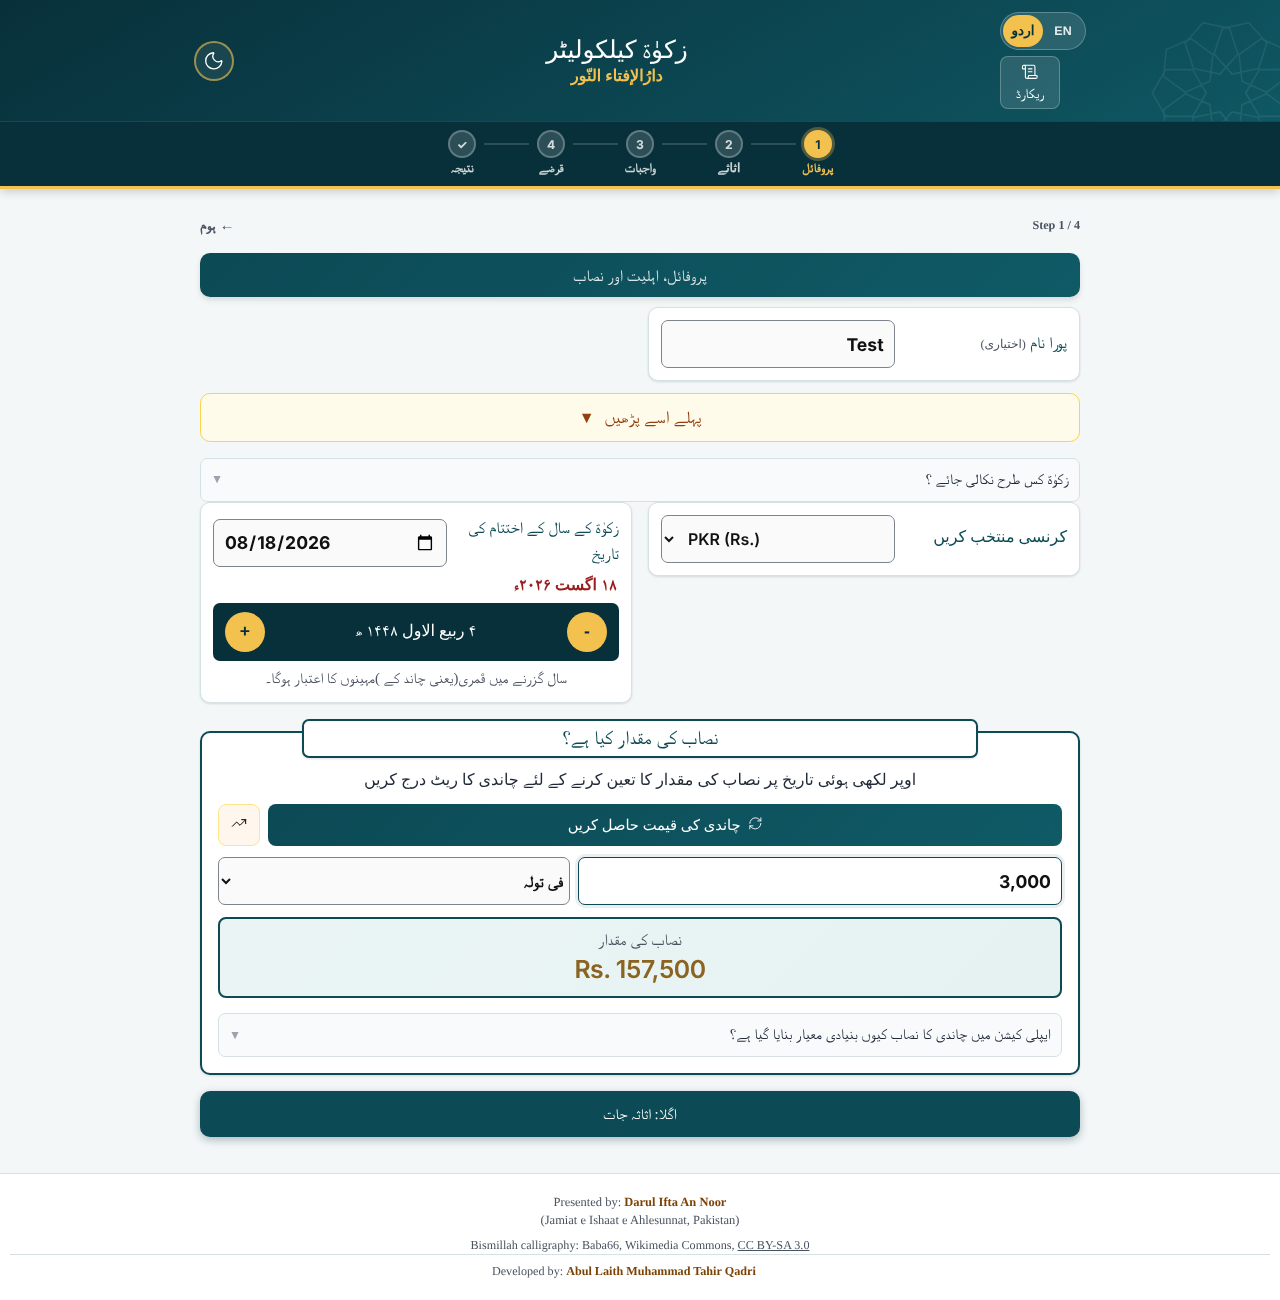 EN
اردو
ریکارڈ
زکوٰۃ کیلکولیٹر
دارُالإفتاء النّور
1
2
3
4
✓
پروفائل
اثاثے
واجبات
قرضے
نتیجہ
Step 1 / 4
← ہوم
پروفائل، اہلیت اور نصاب
پورا نام (اختیاری)
Test
پہلے اسے پڑھیں ▼
زکوٰۃ کس طرح نکالی جائے ؟
▼
کرنسی منتخب کریں
PKR (Rs.)
زکوٰۃ کے سال کے اختتام کی
تاریخ
08/18/2026
۱۸ اگست ۲۰۲۶ء
-
۴ ربیع الاول ۱۴۴۸ ھ
+
سال گزرنے میں قمری(یعنی چاند کے )مہینوں کا اعتبار ہوگا۔
نصاب کی مقدار کیا ہے؟
اوپر لکھی ہوئی تاریخ پر نصاب کی مقدار کا تعین کرنے کے لئے چاندی کا ریٹ درج کریں
چاندی کی قیمت حاصل کریں
3,000
فی تولہ
نصاب کی مقدار
Rs. 157,500
ایپلی کیشن میں چاندی کا نصاب کیوں بنیادی معیار بنایا گیا ہے؟
▼
اگلا: اثاثہ جات
Presented by: Darul Ifta An Noor
(Jamiat e Ishaat e Ahlesunnat, Pakistan)
Bismillah calligraphy: Baba66, Wikimedia Commons, CC BY-SA 3.0
Developed by: Abul Laith Muhammad Tahir Qadri